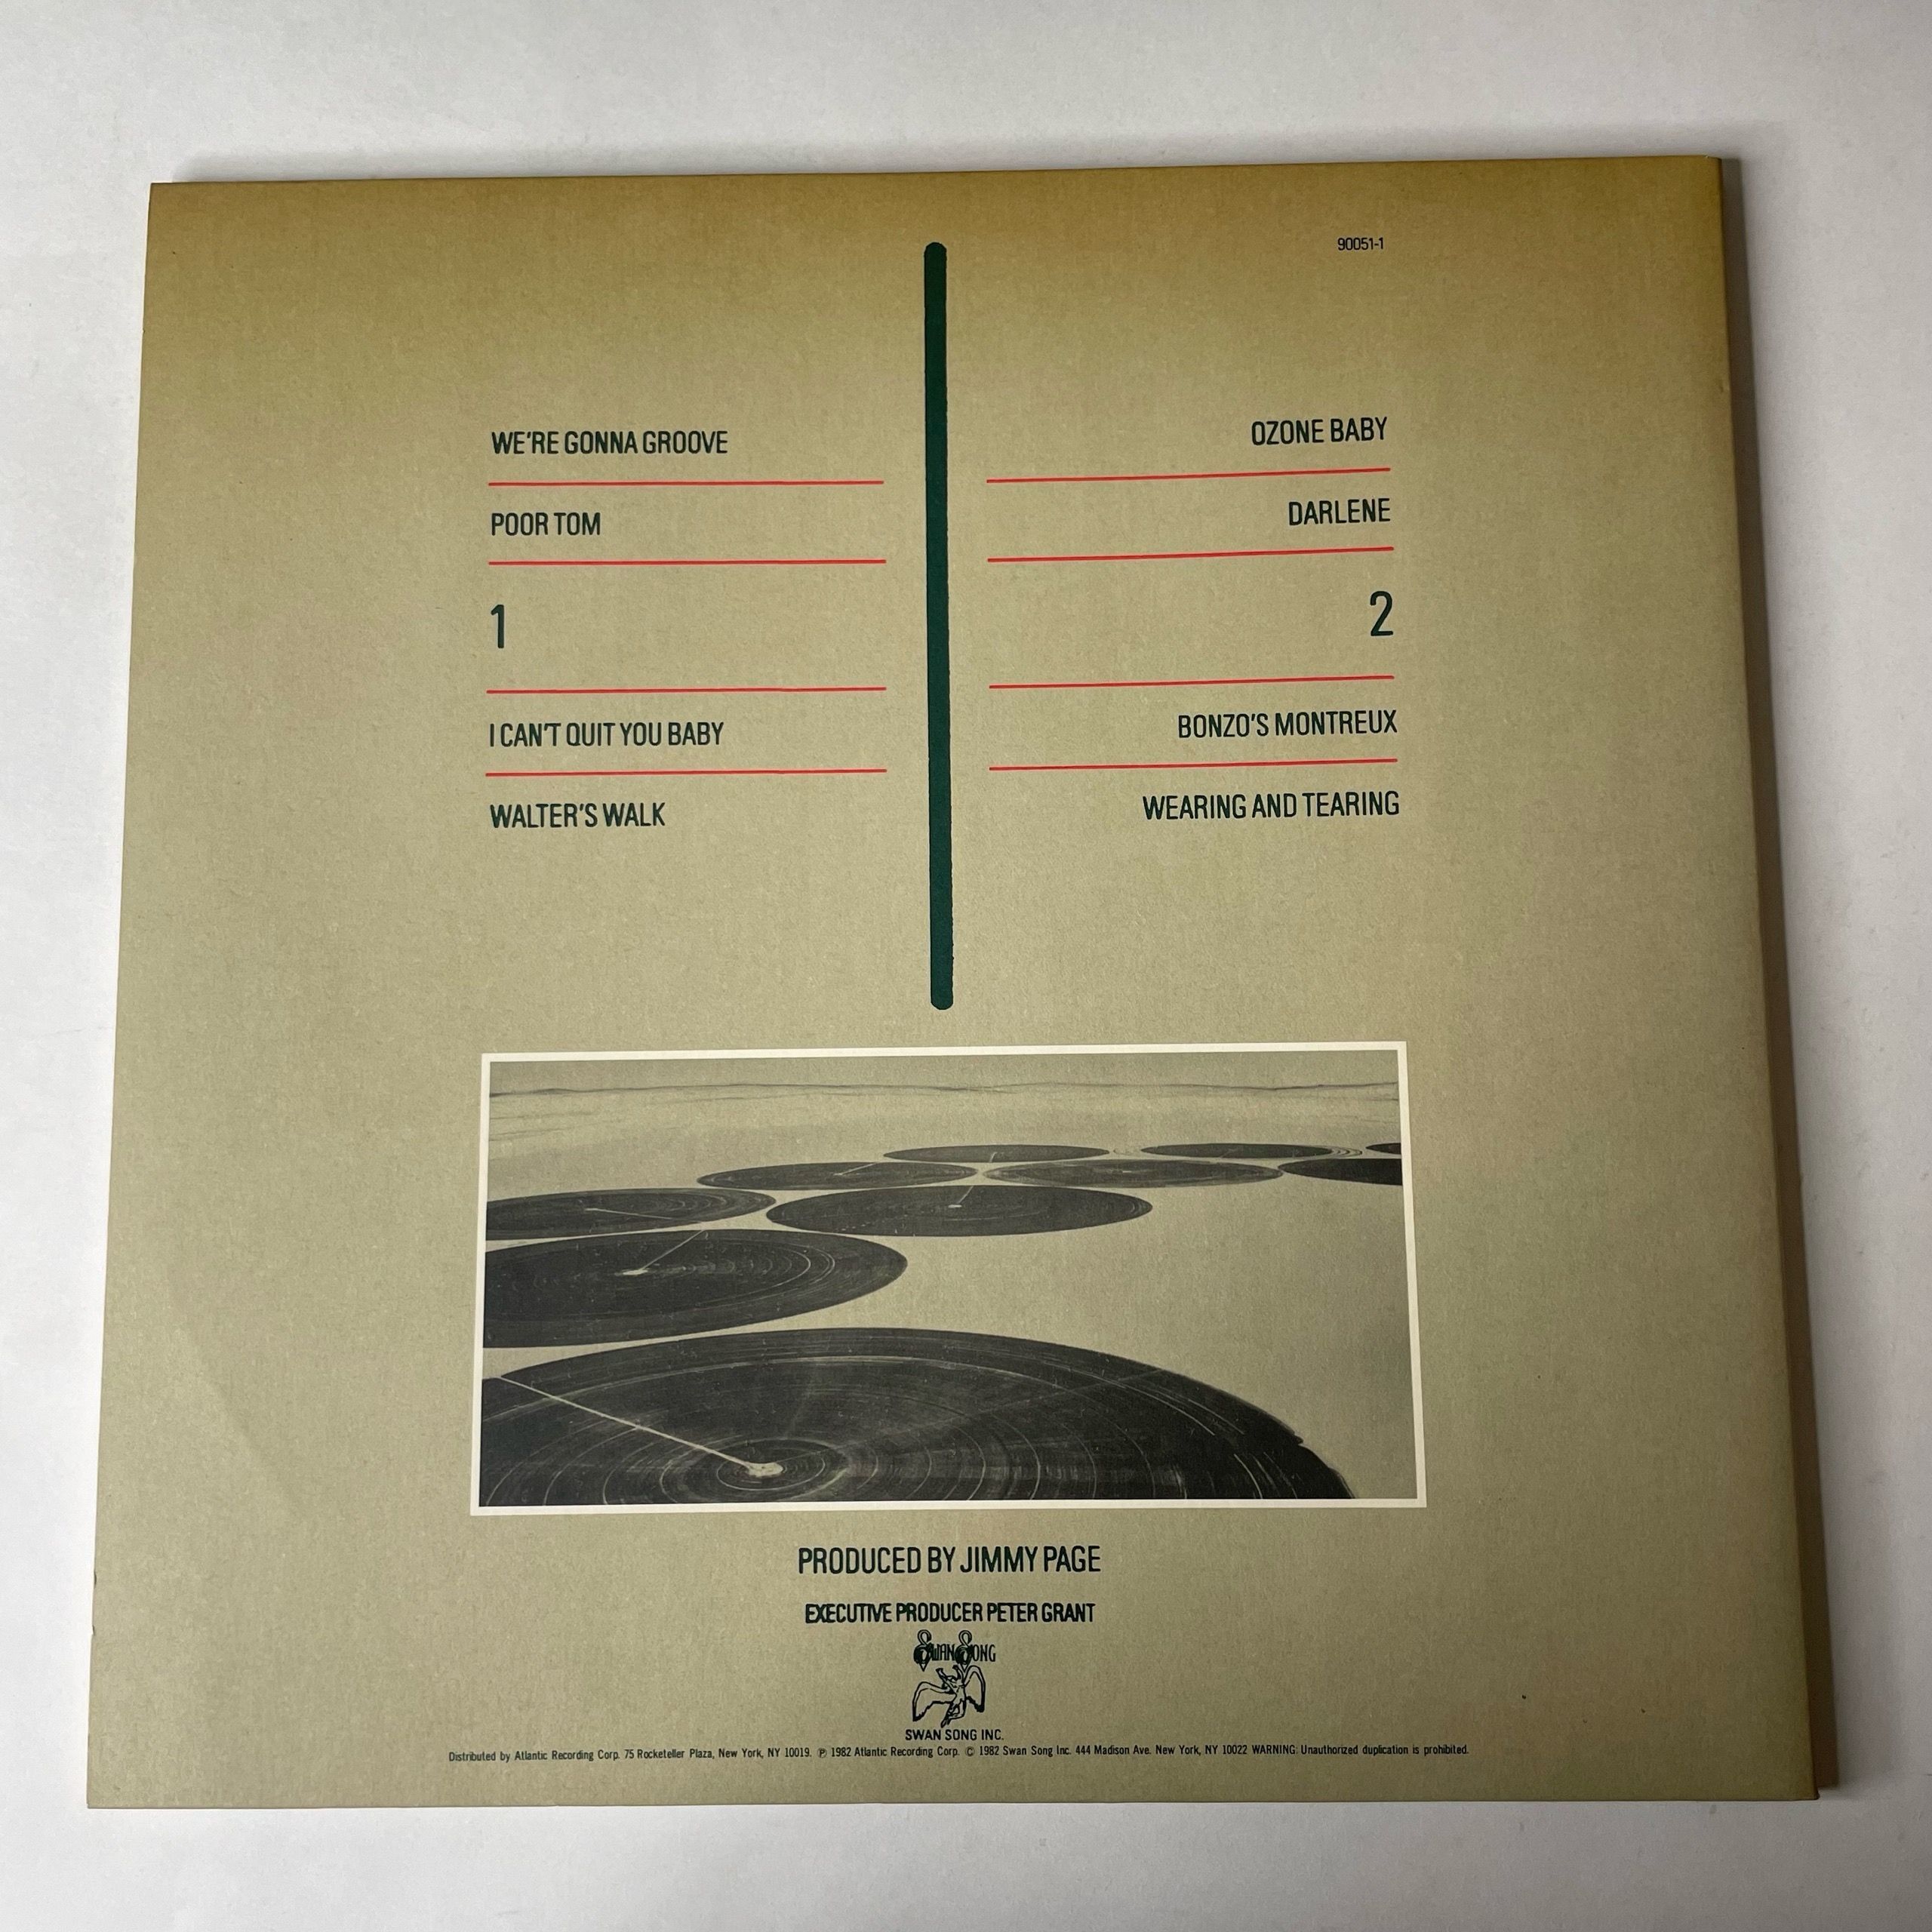 90051-1
WE'RE GONNA GROOVE
POOR TOM
1
I CAN'T QUIT YOU BABY
WALTER'S WALK
OZONE BABY
DARLENE
2
BONZO'S MONTREUX
WEARING AND TEARING
PRODUCED BY JIMMY PAGE
EXECUTIVE PRODUCER PETER GRANT
SWAN SONG
SWAN SONG INC.
Distributed by Atlantic Recording Corp. 75 Rockefeller Plaza, New York, NY 10019. ℗ 1982 Atlantic Recording Corp. © 1982 Swan Song Inc. 444 Madison Ave. New York, NY 10022 WARNING: Unauthorized duplication is prohibited.